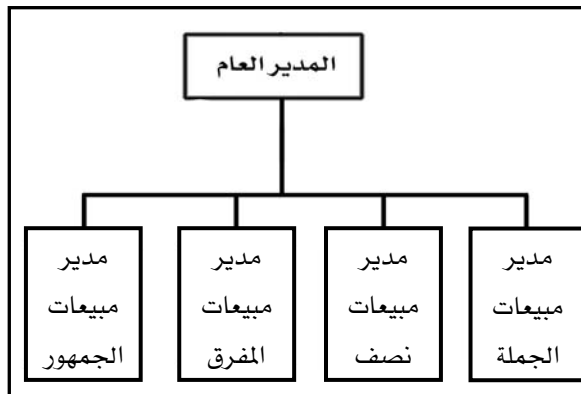 المدير العام
مدير
مبيعات
الجملة
مدير
مبيعات
نصف
مدير
مبيعات
المفرق
مدير
مبيعات
الجمهور